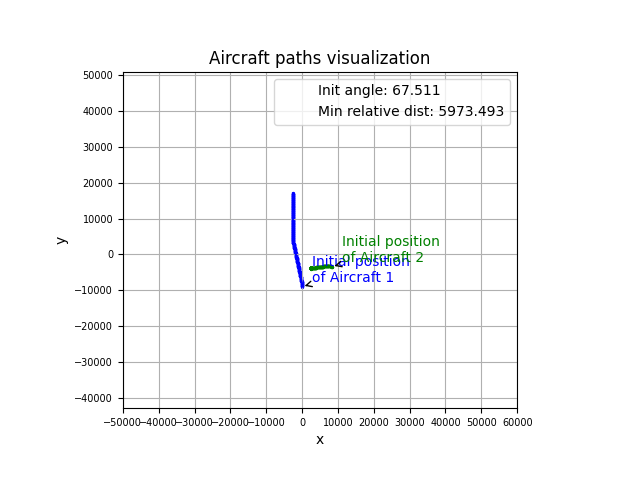 Aircraft paths visualization
Init angle: 67.511
Min relative dist: 5973.493
50000
40000
30000
20000
10000
0
−10000
−20000
−30000
−40000
y
Initial position
of Aircraft 2
Initial position
of Aircraft 1
−50000
−40000
−30000
−20000
−10000
0
10000
20000
30000
40000
50000
60000
x